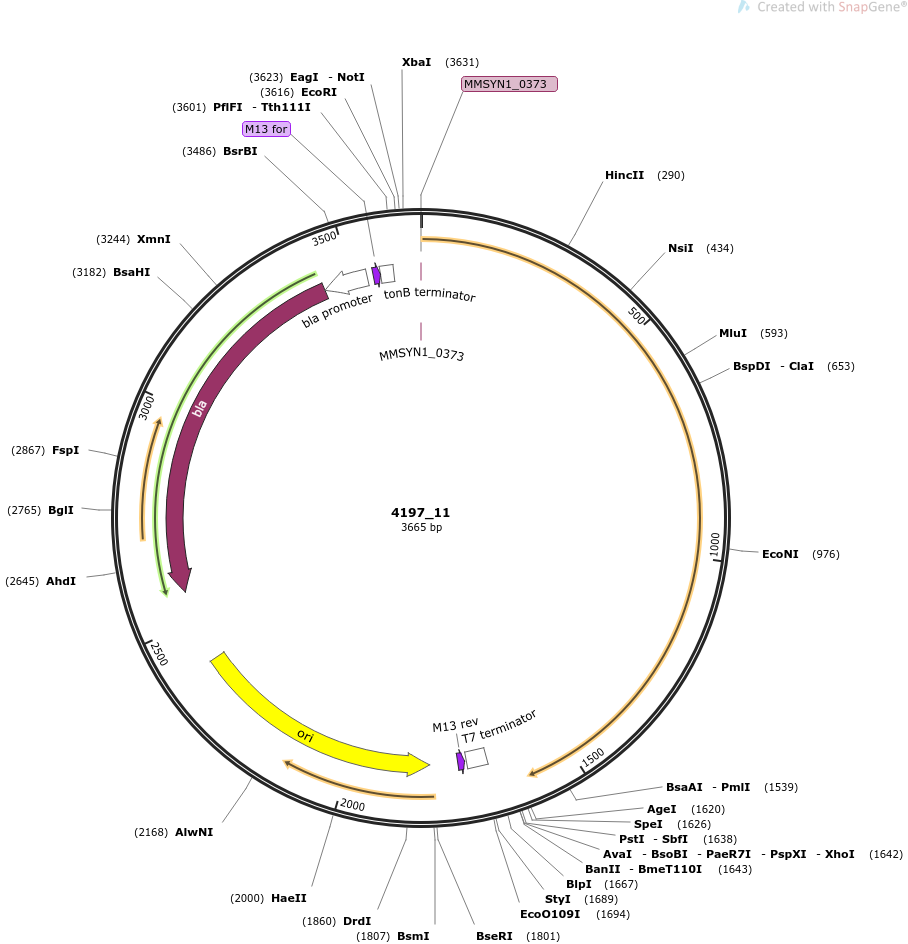 Created with SnapGene®
XbaI (3631)
MMSYN1_0373
(3623) EagI - NotI
(3616) EcoRI
(3601) PflFI - Tth111I
M13 for
(3486) BsrBI
HincII (290)
(3244) XmnI
(3182) BsaHI
NsiI (434)
3500
tonB terminator
bla promoter
500
MluI (593)
MMSYN1_0373
BspDI - ClaI (653)
3000
bla
(2867) FspI
(2765) BglI
4197_11
3665 bp
1000
EcoNI (976)
(2645) AhdI
2500
M13 rev
T7 terminator
ori
1500
2000
BsaAI - PmlI (1539)
AgeI (1620)
SpeI (1626)
(2168) AlwNI
PstI - SbfI (1638)
AvaI - BsoBI - PaeR7I - PspXI - XhoI (1642)
BanII - BmeT110I (1643)
BlpI (1667)
(2000) HaeII
StyI (1689)
EcoO109I (1694)
(1860) DrdI
(1807) BsmI
BseRI (1801)